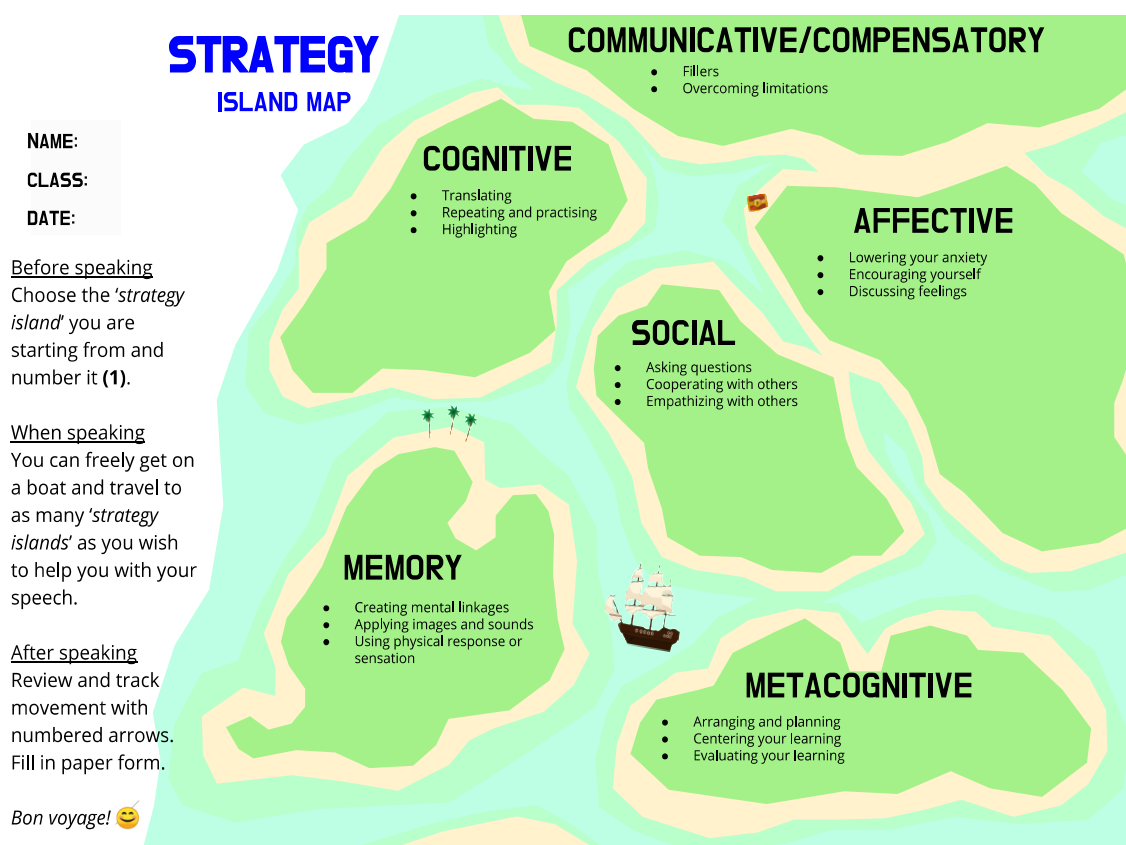 STRATEGY
ISLAND MAP
NAME:
CLASS:
DATE:
Before speaking
Choose the ‘strategy
island’ you are
starting from and
number it (1).
When speaking
You can freely get on
a boat and travel to
as many ‘strategy
islands’ as you wish
to help you with your
speech.
After speaking
Review and track
movement with
numbered arrows.
Fill in paper form.
Bon voyage! 😊
COMMUNICATIVE/COMPENSATORY
● Fillers
● Overcoming limitations
COGNITIVE
● Translating
● Repeating and practising
● Highlighting
AFFECTIVE
● Lowering your anxiety
● Encouraging yourself
● Discussing feelings
SOCIAL
● Asking questions
● Cooperating with others
● Empathizing with others
MEMORY
● Creating mental linkages
● Applying images and sounds
● Using physical response or
sensation
METACOGNITIVE
● Arranging and planning
● Centering your learning
● Evaluating your learning